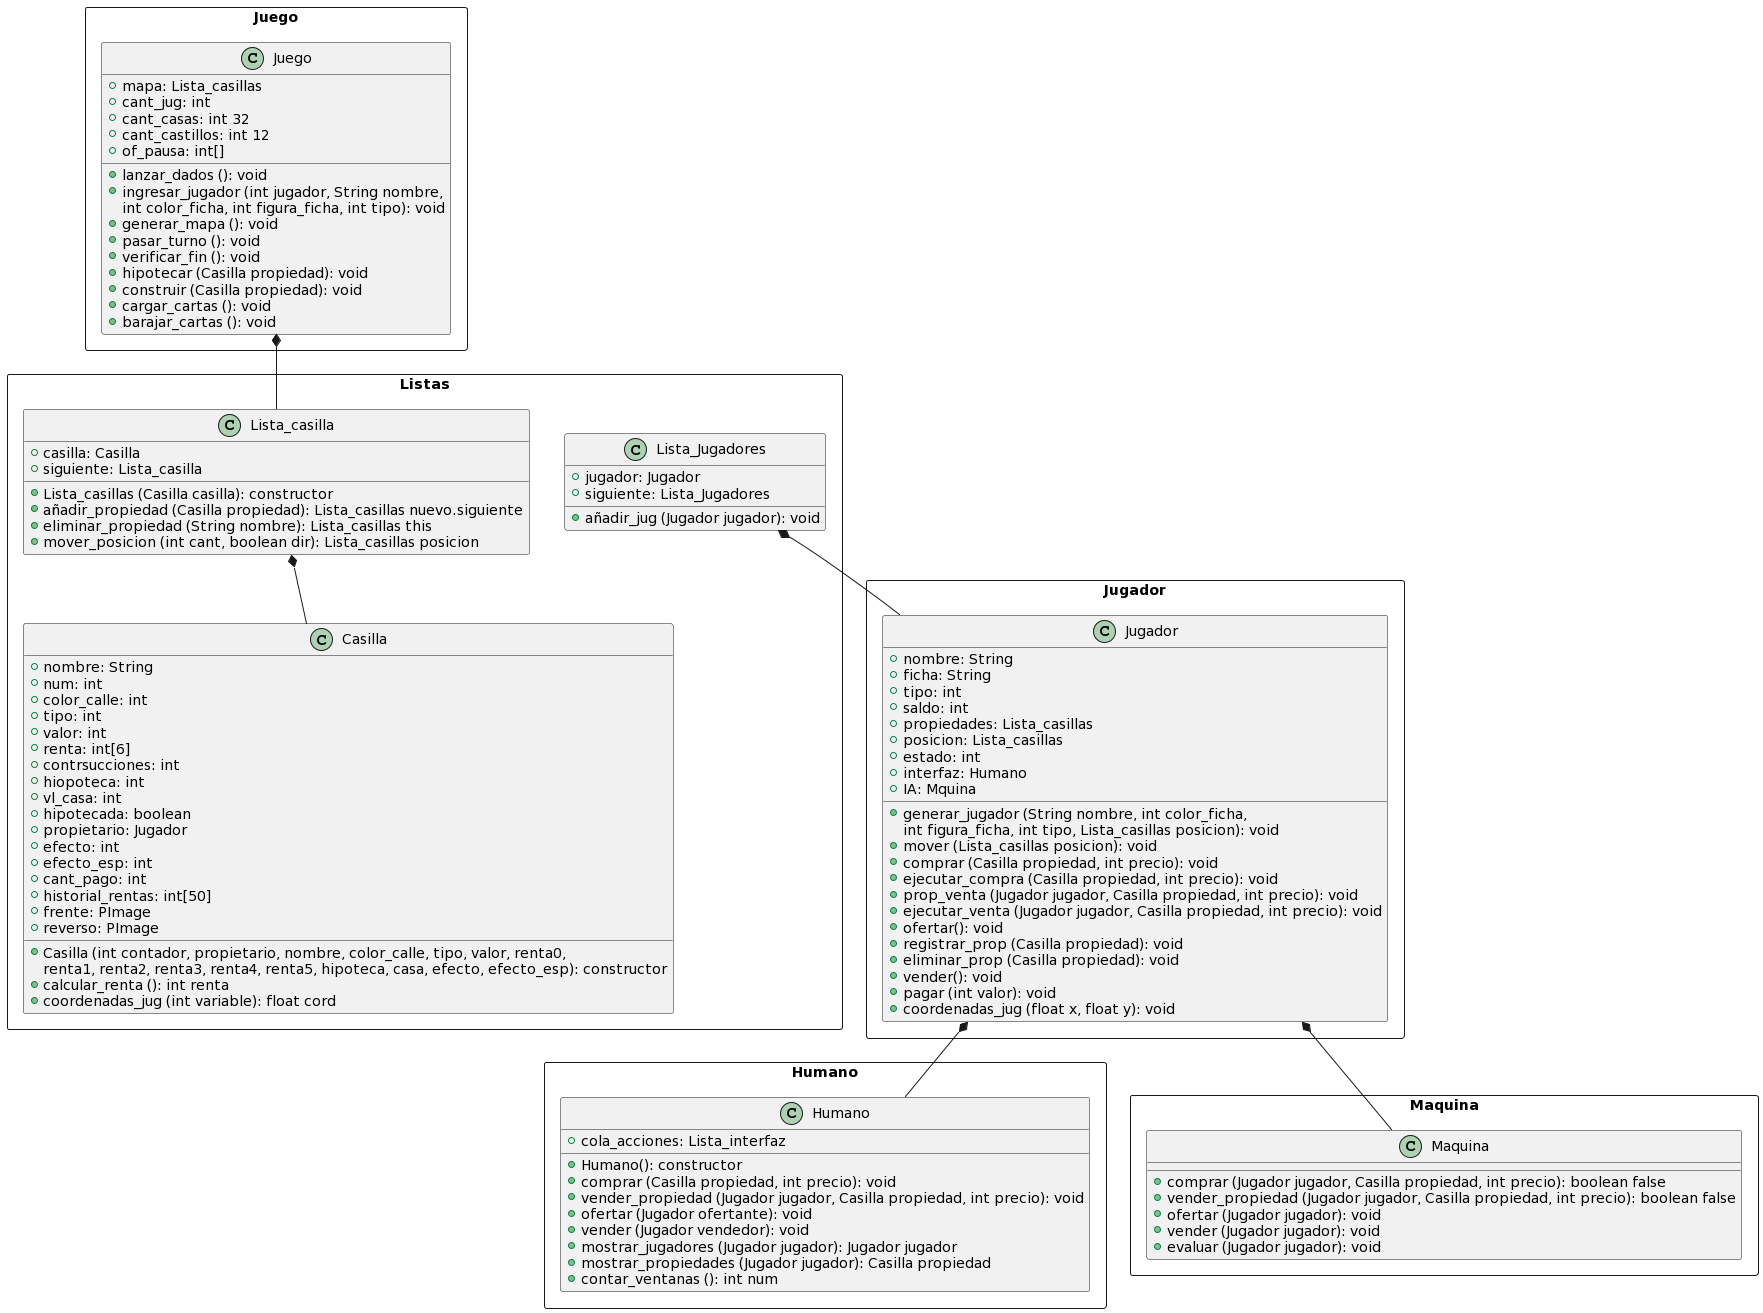 Juego
C Juego
mapa: Lista_casillas
cant_jug: int
cant_casas: int 32
cant_castillos: int 12
of_pausa: int[]
lanzar_dados (): void
ingresar_jugador (int jugador, String nombre,
int color_ficha, int figura_ficha, int tipo): void
generar_mapa (): void
pasar_turno (): void
verificar_fin (): void
hipotecar (Casilla propiedad): void
construir (Casilla propiedad): void
cargar_cartas (): void
barajar_cartas (): void
Listas
C Lista_casilla
casilla: Casilla
siguiente: Lista_casilla
Lista_casillas (Casilla casilla): constructor
añadir_propiedad (Casilla propiedad): Lista_casillas nuevo.siguiente
eliminar_propiedad (String nombre): Lista_casillas this
mover_posicion (int cant, boolean dir): Lista_casillas posicion
C Lista_Jugadores
jugador: Jugador
siguiente: Lista_Jugadores
añadir_jug (Jugador jugador): void
C Casilla
nombre: String
num: int
color_calle: int
tipo: int
valor: int
renta: int[6]
contrsucciones: int
hiopoteca: int
vl_casa: int
hipotecada: boolean
propietario: Jugador
efecto: int
efecto_esp: int
cant_pago: int
historial_rentas: int[50]
frente: PImage
reverso: PImage
Casilla (int contador, propietario, nombre, color_calle, tipo, valor, renta0,
renta1, renta2, renta3, renta4, renta5, hipoteca, casa, efecto, efecto_esp): constructor
calcular_renta (): int renta
coordenadas_jug (int variable): float cord
Jugador
C Jugador
nombre: String
ficha: String
tipo: int
saldo: int
propiedades: Lista_casillas
posicion: Lista_casillas
estado: int
interfaz: Humano
IA: Mquina
generar_jugador (String nombre, int color_ficha,
int figura_ficha, int tipo, Lista_casillas posicion): void
mover (Lista_casillas posicion): void
comprar (Casilla propiedad, int precio): void
ejecutar_compra (Casilla propiedad, int precio): void
prop_venta (Jugador jugador, Casilla propiedad, int precio): void
ejecutar_venta (Jugador jugador, Casilla propiedad, int precio): void
ofertar(): void
registrar_prop (Casilla propiedad): void
eliminar_prop (Casilla propiedad): void
vender(): void
pagar (int valor): void
coordenadas_jug (float x, float y): void
Humano
C Humano
cola_acciones: Lista_interfaz
Humano(): constructor
comprar (Casilla propiedad, int precio): void
vender_propiedad (Jugador jugador, Casilla propiedad, int precio): void
ofertar (Jugador ofertante): void
vender (Jugador vendedor): void
mostrar_jugadores (Jugador jugador): Jugador jugador
mostrar_propiedades (Jugador jugador): Casilla propiedad
contar_ventanas (): int num
Maquina
C Maquina
comprar (Jugador jugador, Casilla propiedad, int precio): boolean false
vender_propiedad (Jugador jugador, Casilla propiedad, int precio): boolean false
ofertar (Jugador jugador): void
vender (Jugador jugador): void
evaluar (Jugador jugador): void